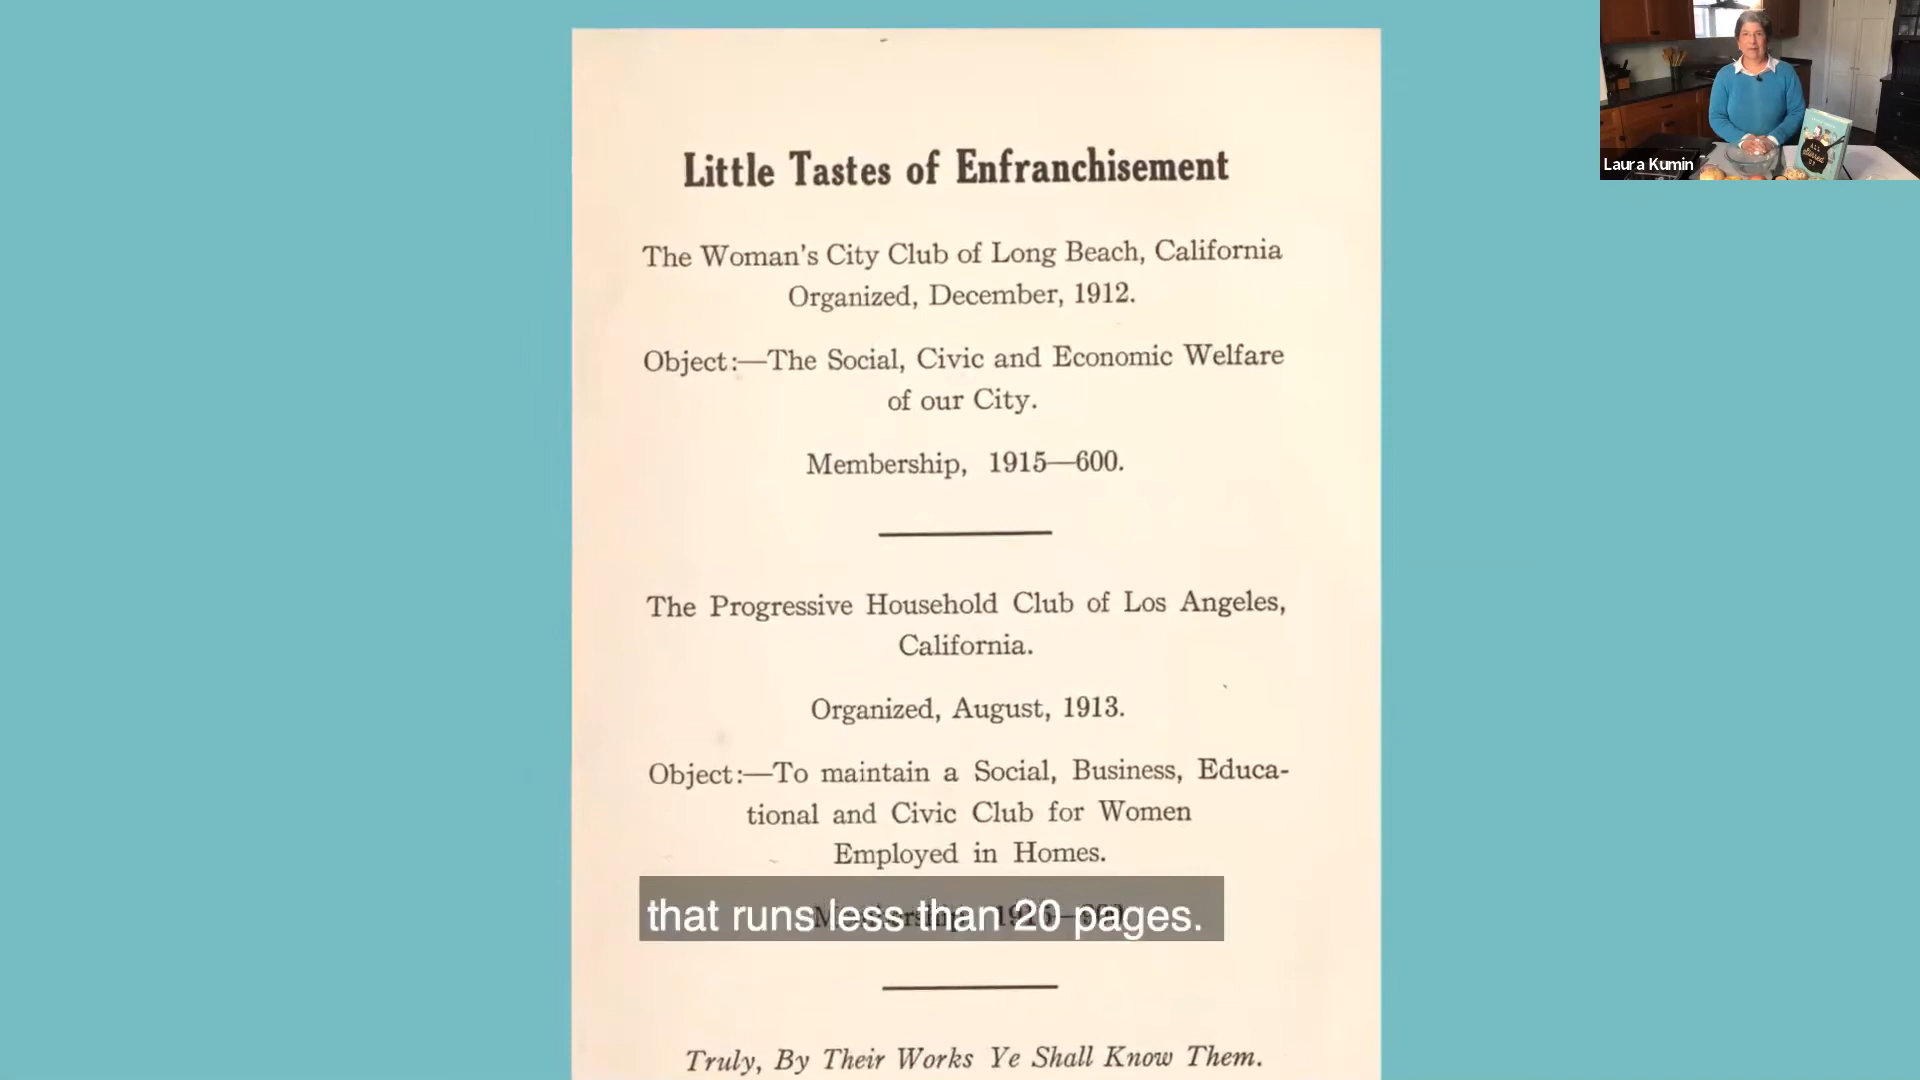 Little Tastes of Enfranchisement
The Woman's City Club of Long Beach, California
Organized, December, 1912.
Object:—The Social, Civic and Economic Welfare
of our City.
Membership, 1915—600.
The Progressive Household Club of Los Angeles,
California.
Organized, August, 1913.
Object:—To maintain a Social, Business, Educa-
tional and Civic Club for Women
Employed in Homes.
that runs less than 20 pages.
Truly, By Their Works Ye Shall Know Them.
Laura Kumin
ALL
Stirred
UP